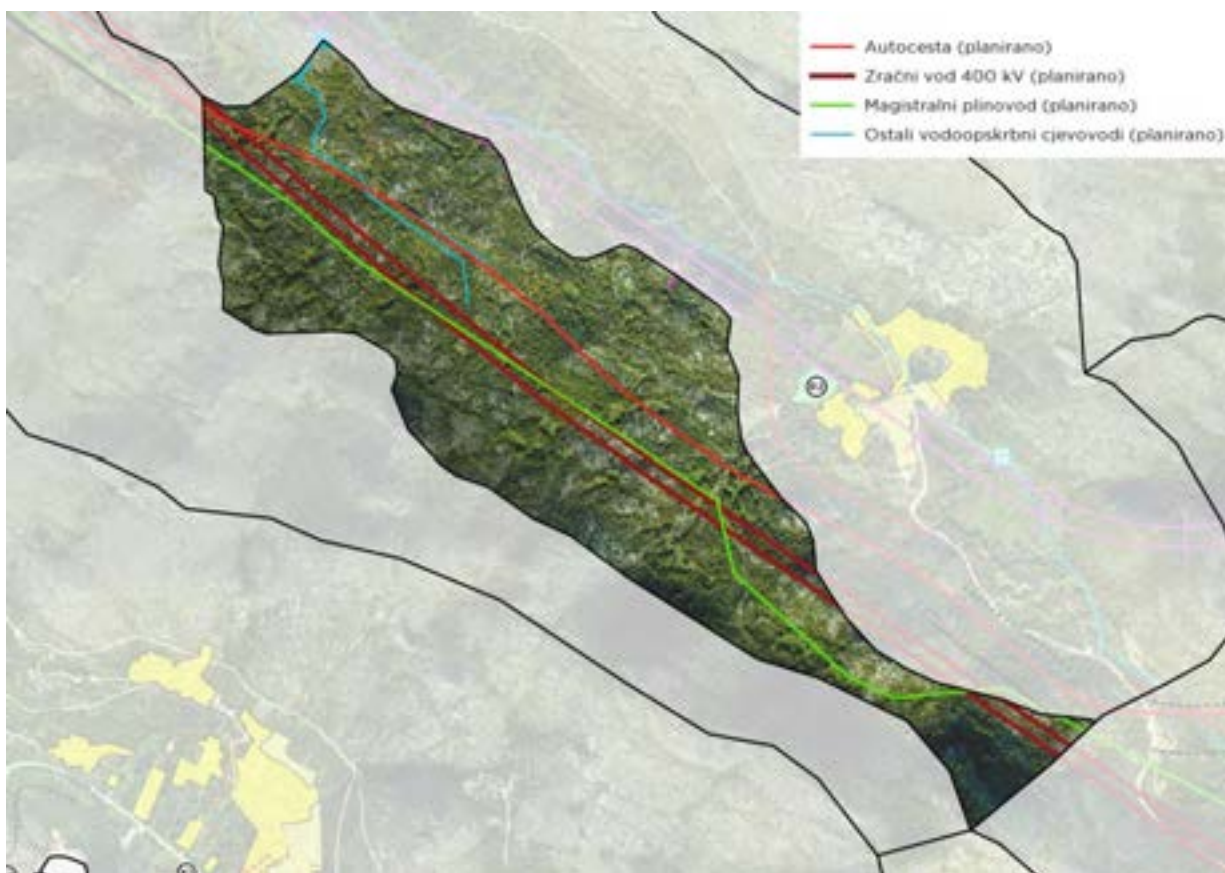 Autocesta (planirano)
Zračni vod 400 kV (planirano)
Magistralni plinovod (planirano)
Ostali vodoopskrbni cjevovodi (planirano)